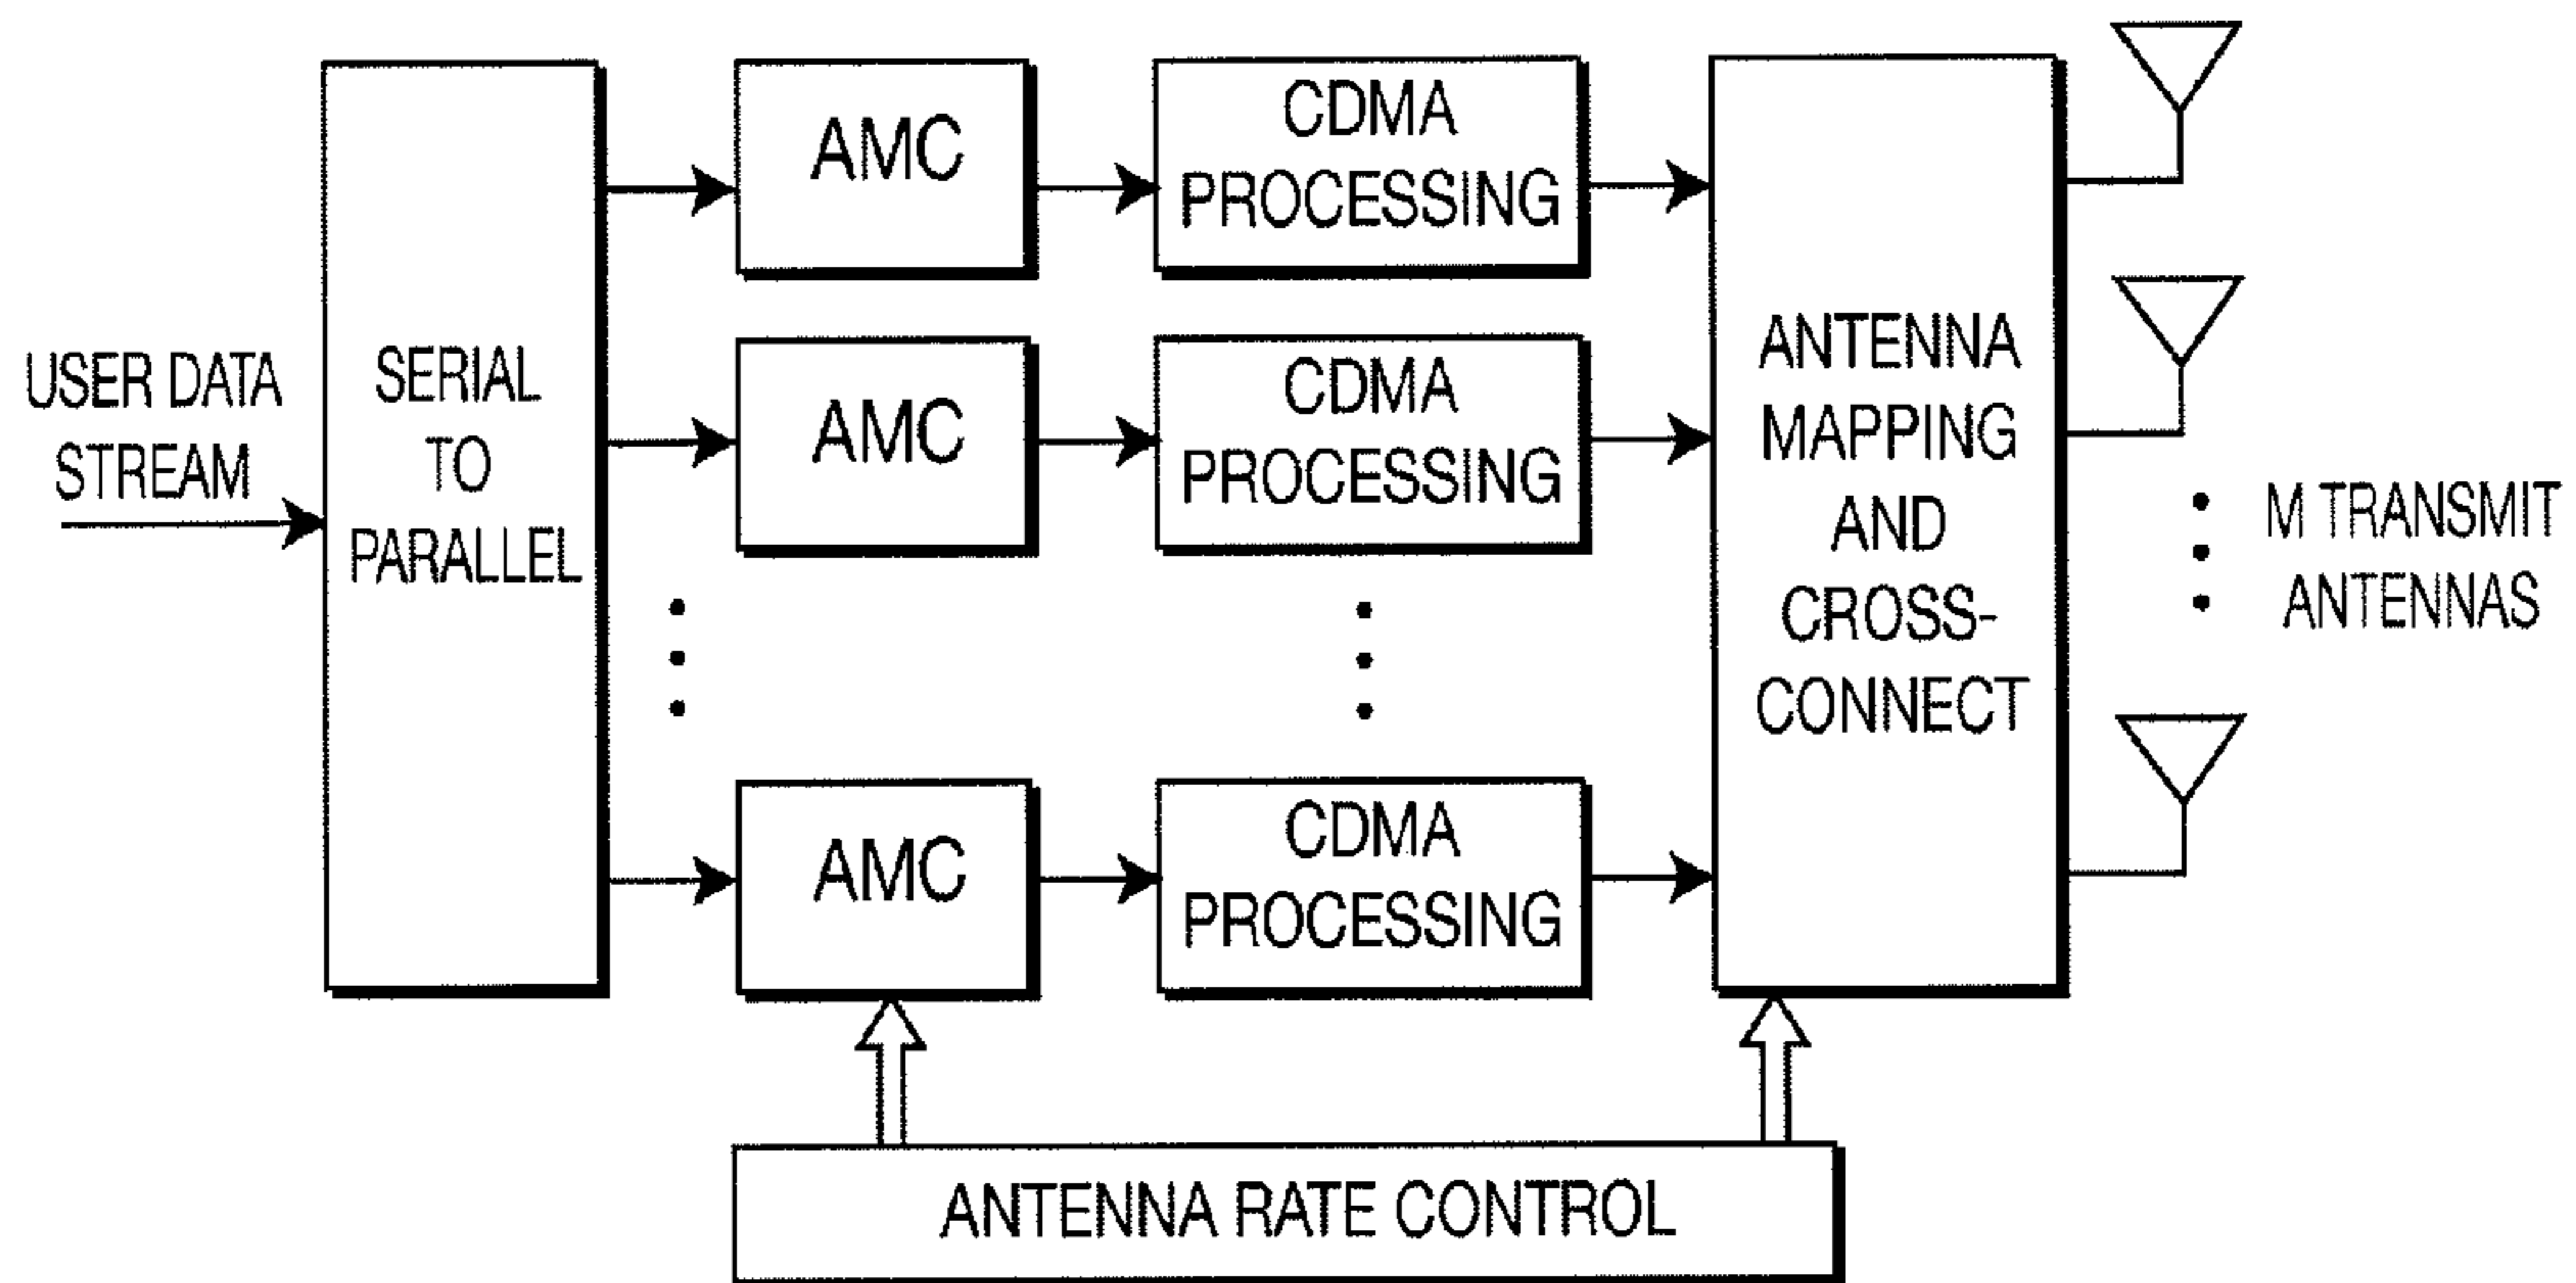 USER DATA
STREAM
SERIAL
TO
PARALLEL
AMC
CDMA
PROCESSING
AMC
CDMA
PROCESSING
AMC
CDMA
PROCESSING
ANTENNA
MAPPING
AND
CROSS-
CONNECT
M TRANSMIT
ANTENNAS
ANTENNA RATE CONTROL